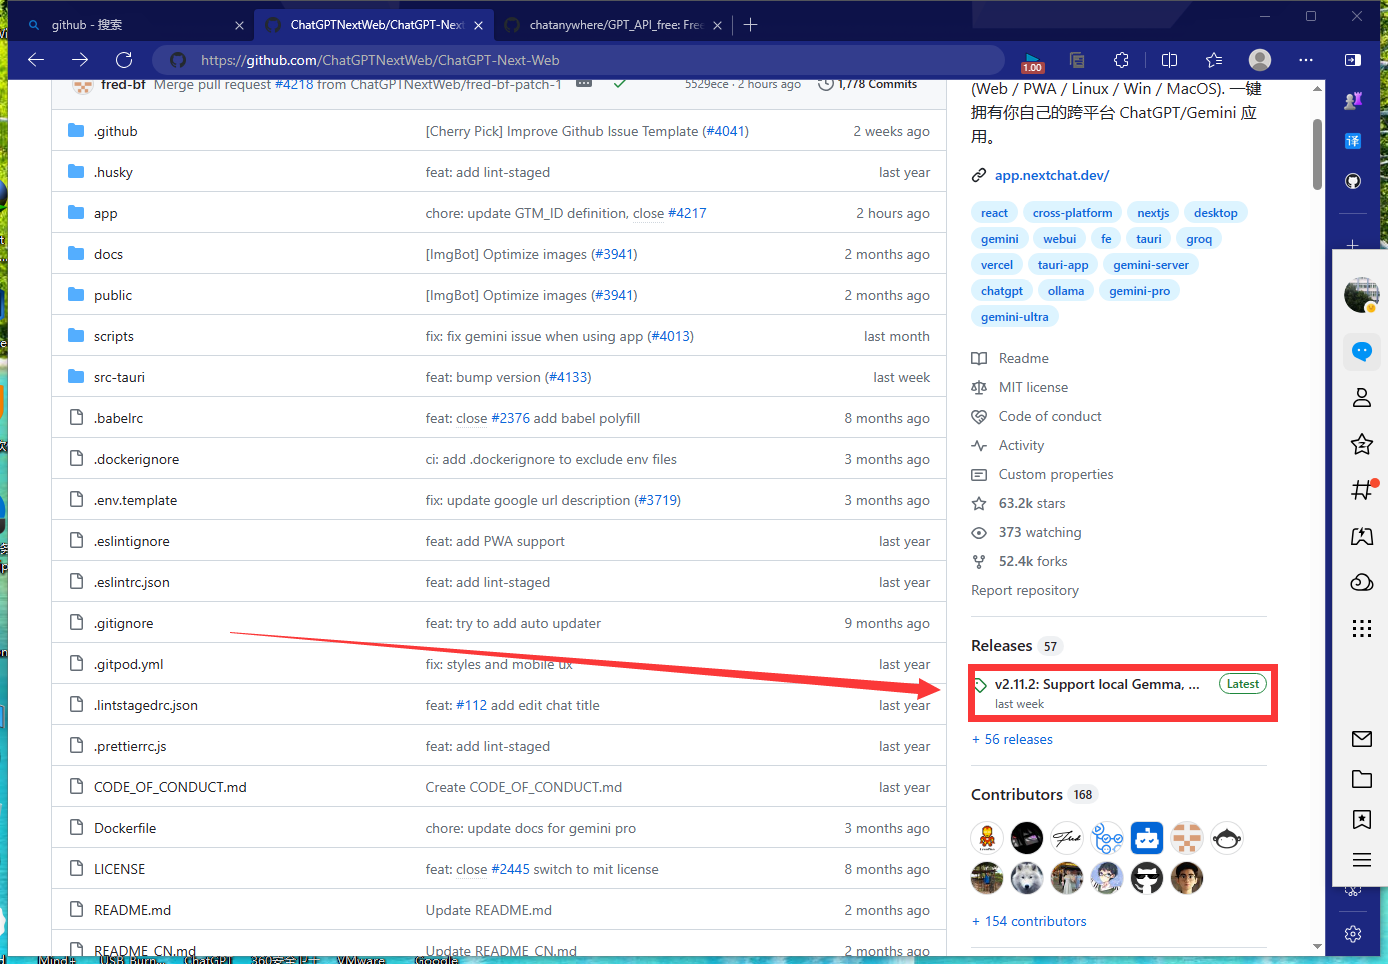 github - 搜索
ChatGPTNextWeb/ChatGPT-Next
chatanywhere/GPT_API_free: Free
https://github.com/ChatGPTNextWeb/ChatGPT-Next-Web
1.00
fred-bf Merge pull request #4218 from ChatGPTNextWeb/fred-bf-patch-1 5529ece · 2 hours ago 1,778 Commits
.github [Cherry Pick] Improve Github Issue Template (#4041) 2 weeks ago
.husky feat: add lint-staged last year
app chore: update GTM_ID definition, close #4217 2 hours ago
docs [ImgBot] Optimize images (#3941) 2 months ago
public [ImgBot] Optimize images (#3941) 2 months ago
scripts fix: fix gemini issue when using app (#4013) last month
src-tauri feat: bump version (#4133) last week
.babelrc feat: close #2376 add babel polyfill 8 months ago
.dockerignore ci: add .dockerignore to exclude env files 3 months ago
.env.template fix: update google url description (#3719) 3 months ago
.eslintignore feat: add PWA support last year
.eslintrc.json feat: add lint-staged last year
.gitignore feat: try to add auto updater 9 months ago
.gitpod.yml fix: styles and mobile ux last year
.lintstagedrc.json feat: #112 add edit chat title last year
.prettierrc.js feat: add lint-staged last year
CODE_OF_CONDUCT.md Create CODE_OF_CONDUCT.md last year
Dockerfile chore: update docs for gemini pro 3 months ago
LICENSE feat: close #2445 switch to mit license 8 months ago
README.md Update README.md 2 months ago
README_CN.md Update README_CN.md 2 months ago
(Web / PWA / Linux / Win / MacOS). 一键
拥有你自己的跨平台 ChatGPT/Gemini 应
用。
app.nextchat.dev/
react cross-platform nextjs desktop
gemini webui fe tauri groq
vercel tauri-app gemini-server
chatgpt ollama gemini-pro
gemini-ultra
Readme
MIT license
Code of conduct
Activity
Custom properties
63.2k stars
373 watching
52.4k forks
Report repository
Releases 57
v2.11.2: Support local Gemma, ... Latest
last week
+ 56 releases
Contributors 168
+ 154 contributors
译
Mind+ USB Burn... ChatGPT 360安全卫士 VMware Google